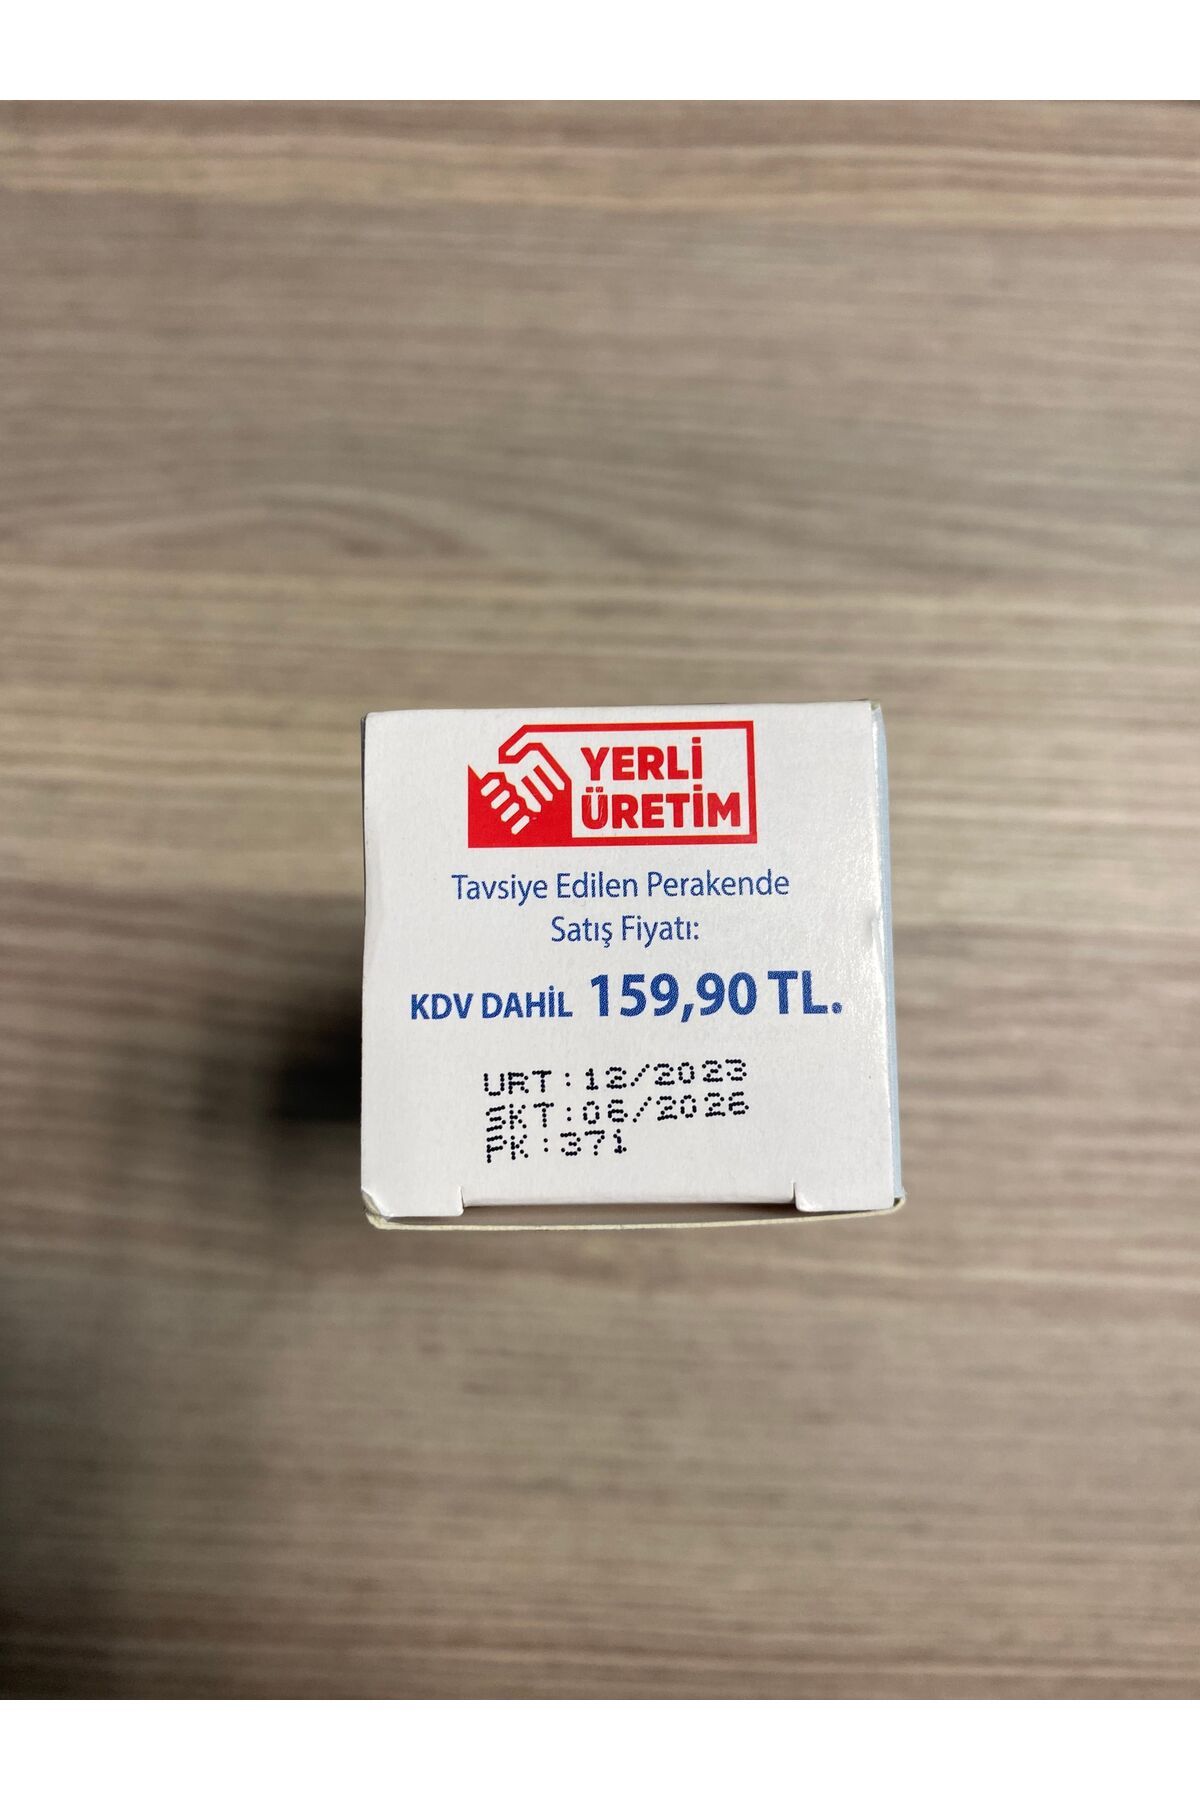 YERLİ
ÜRETİM
Tavsiye Edilen Perakende
Satış Fiyatı:
KDV DAHİL 159,90 TL.
URT:12/2023
SKT:06/2026
PK:371